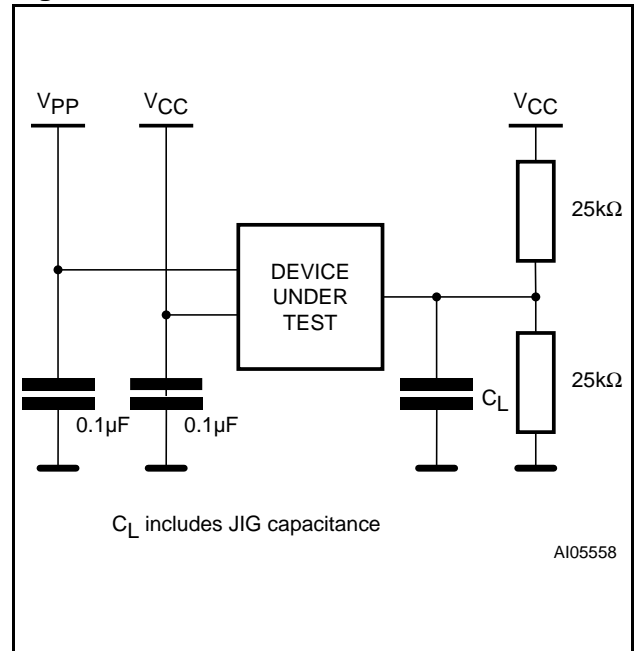 VPP
VCC
VCC
25kΩ
DEVICE
UNDER
TEST
25kΩ
CL
0.1µF
0.1µF
CL includes JIG capacitance
AI05558